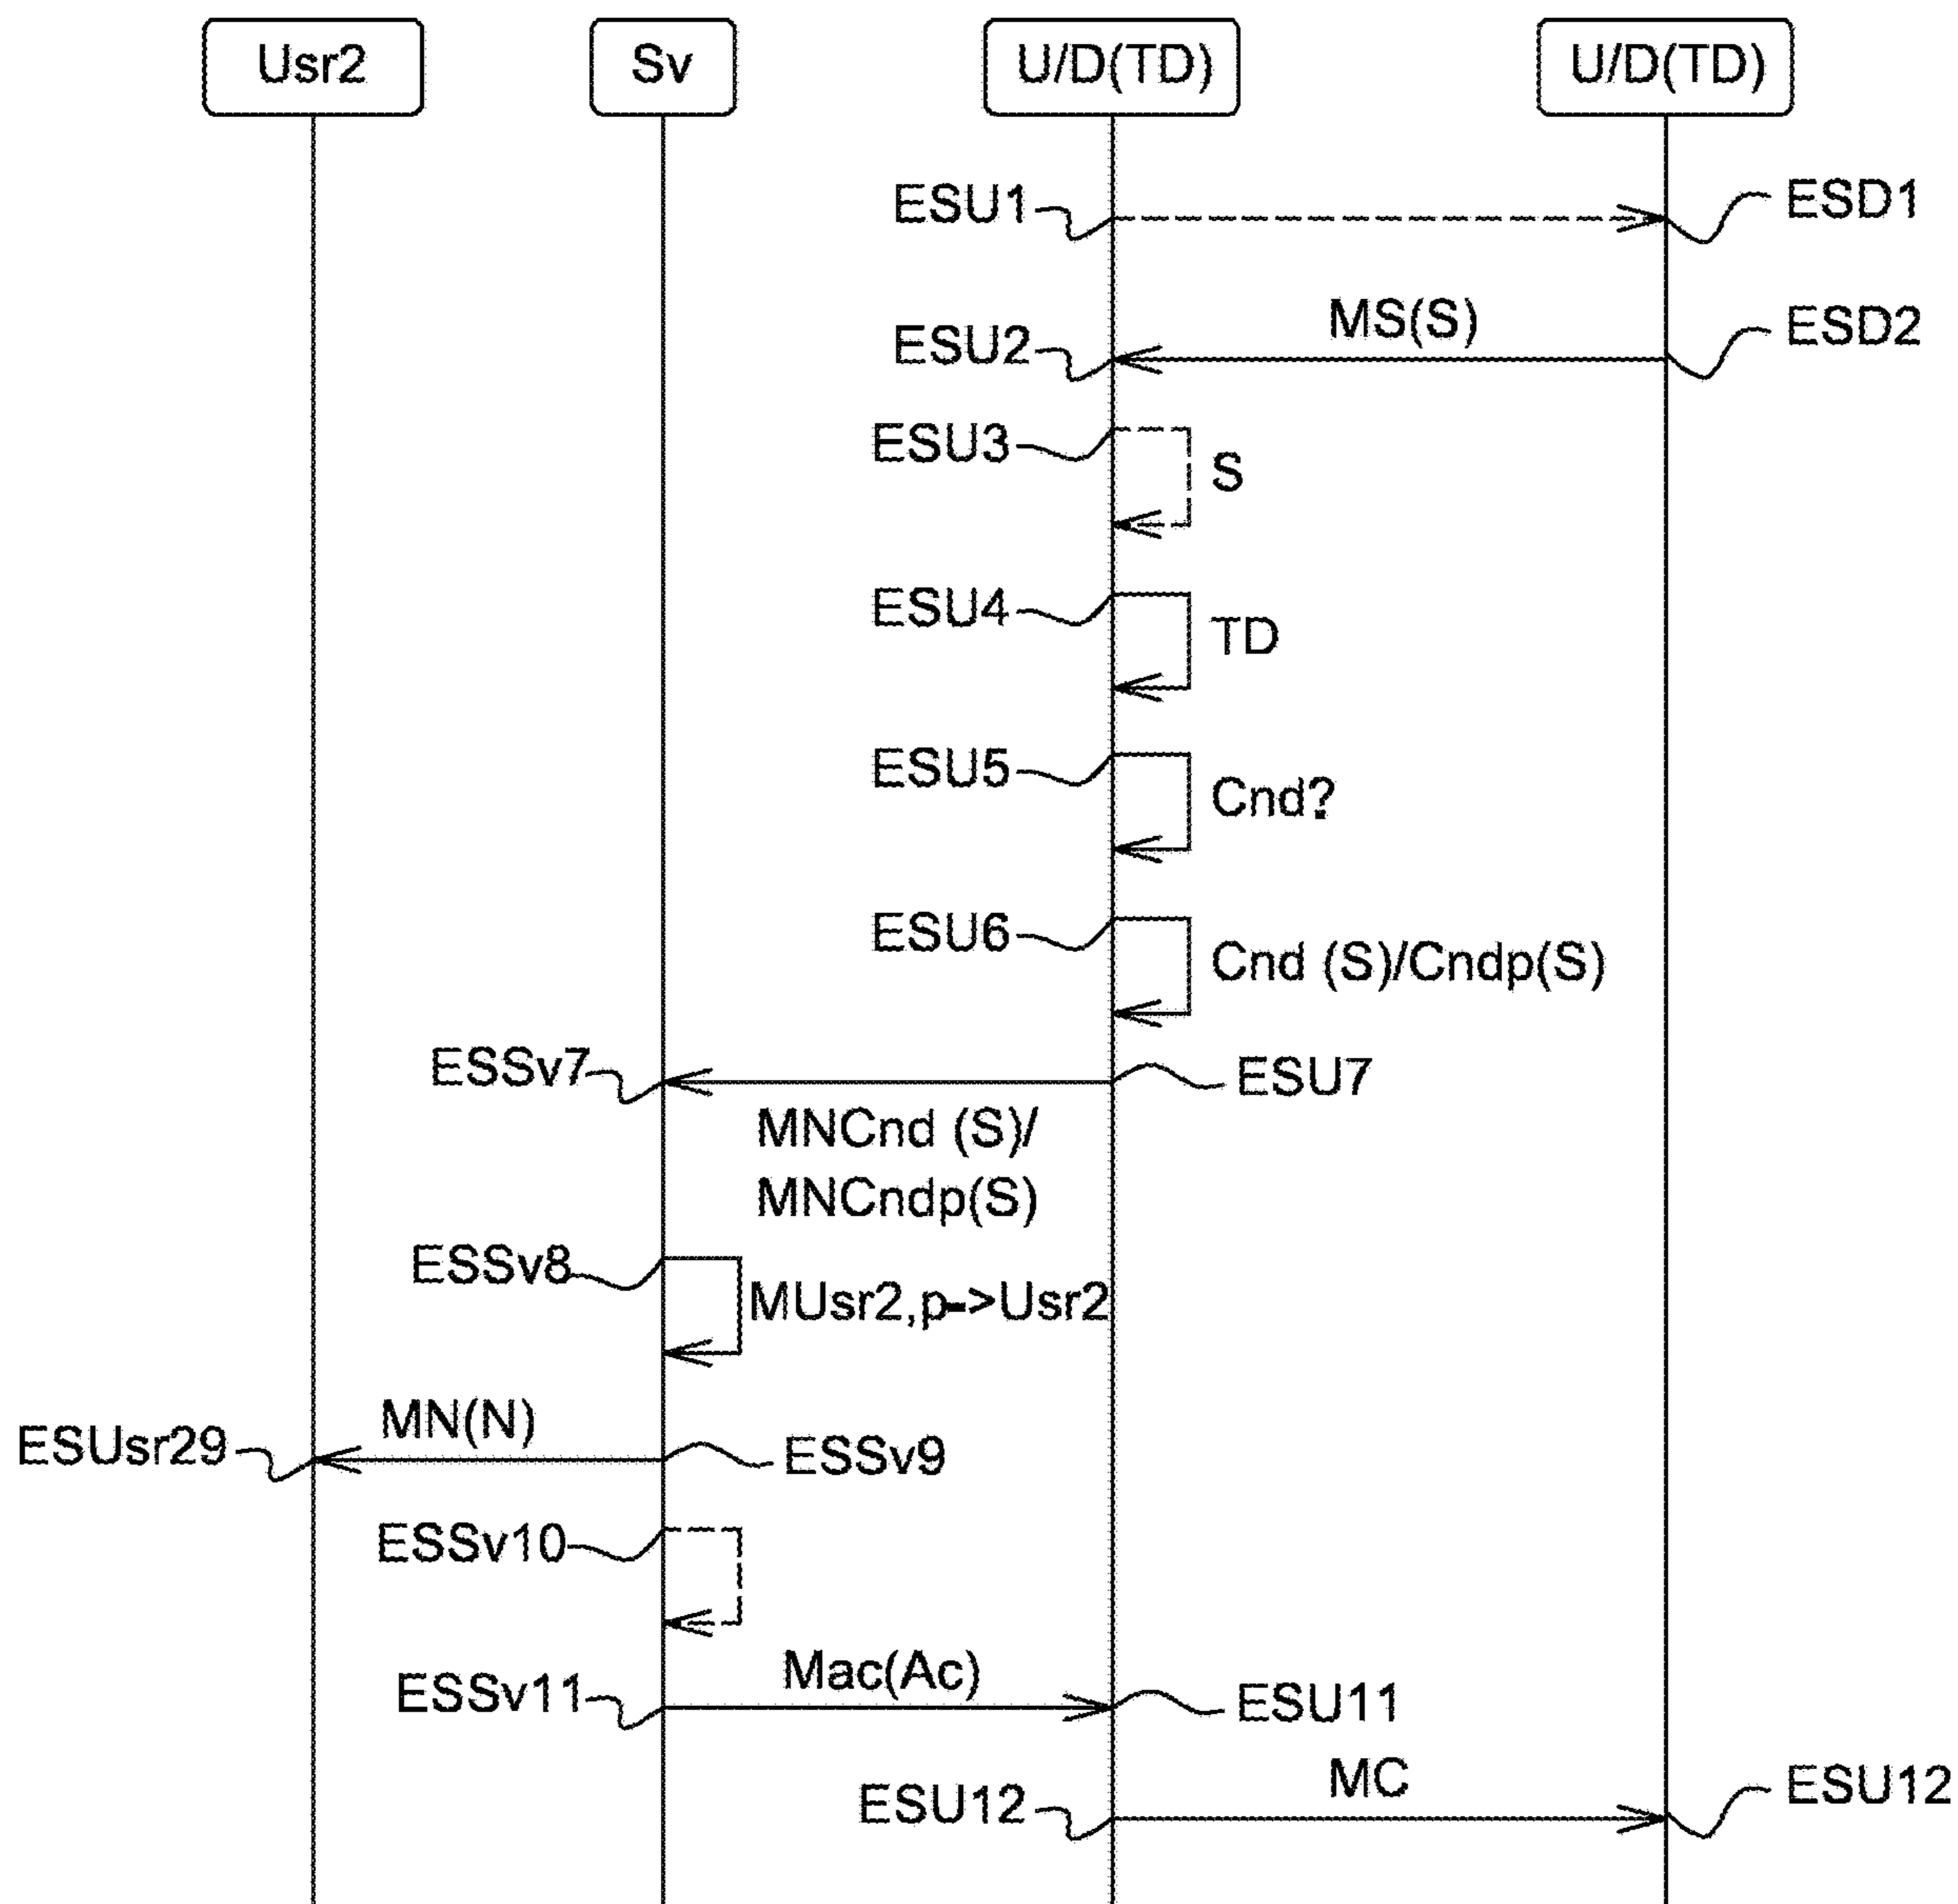 Usr2 Sv U/D(TD) U/D(TD)
ESU1 ESD1
MS(S)
ESU2 ESD2
ESU3 S
ESU4 TD
ESU5 Cnd?
ESU6 Cnd (S)/Cndp(S)
ESSv7 ESU7
MNCnd (S)/
MNCndp(S)
ESSv8 MUsr2,p->Usr2
MN(N)
ESUsr29 ESSv9
ESSv10
Mac(Ac)
ESSv11 ESU11
MC
ESU12 ESU12